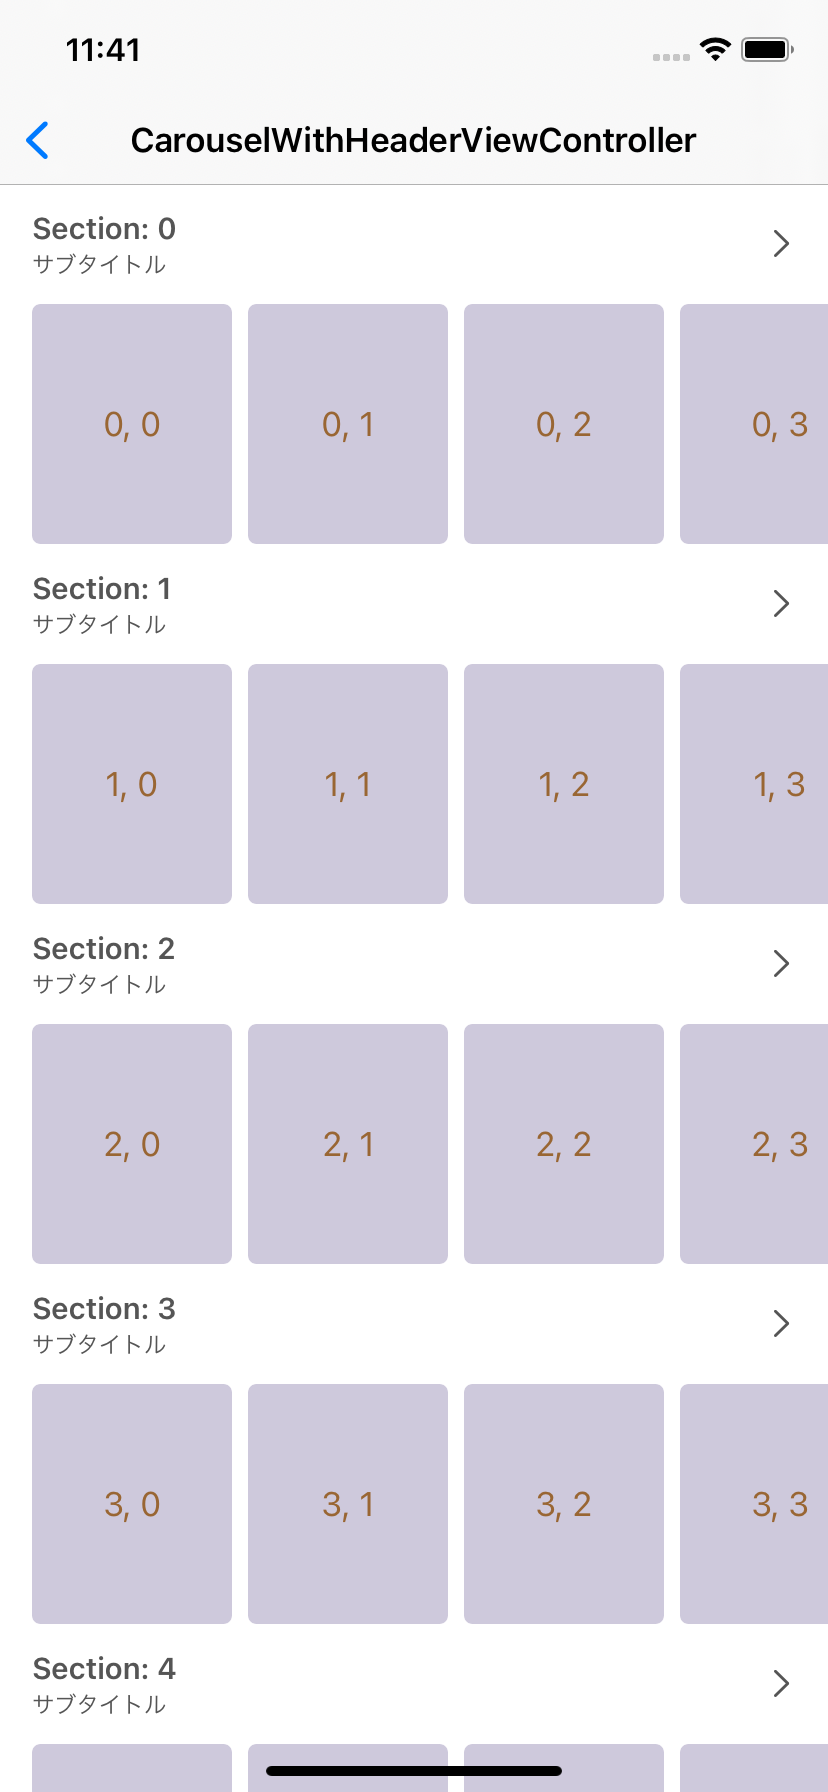 11:41
CarouselWithHeaderViewController
Section: 0
サブタイトル
0, 0
0, 1
0, 2
0, 3
Section: 1
サブタイトル
1, 0
1, 1
1, 2
1, 3
Section: 2
サブタイトル
2, 0
2, 1
2, 2
2, 3
Section: 3
サブタイトル
3, 0
3, 1
3, 2
3, 3
Section: 4
サブタイトル